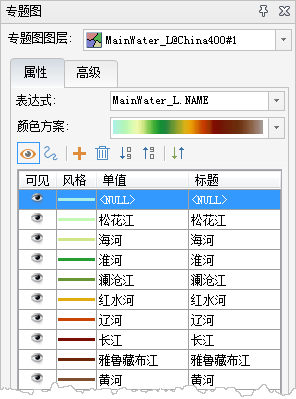 专题图
专题图图层: MainWater_L@China400#1
属性 高级
表达式: MainWater_L.NAME
颜色方案:
可见 风格 单值 标题
<NULL> <NULL>
松花江 松花江
海河 海河
淮河 淮河
澜沧江 澜沧江
红水河 红水河
辽河 辽河
长江 长江
雅鲁藏布江 雅鲁藏布江
黄河 黄河